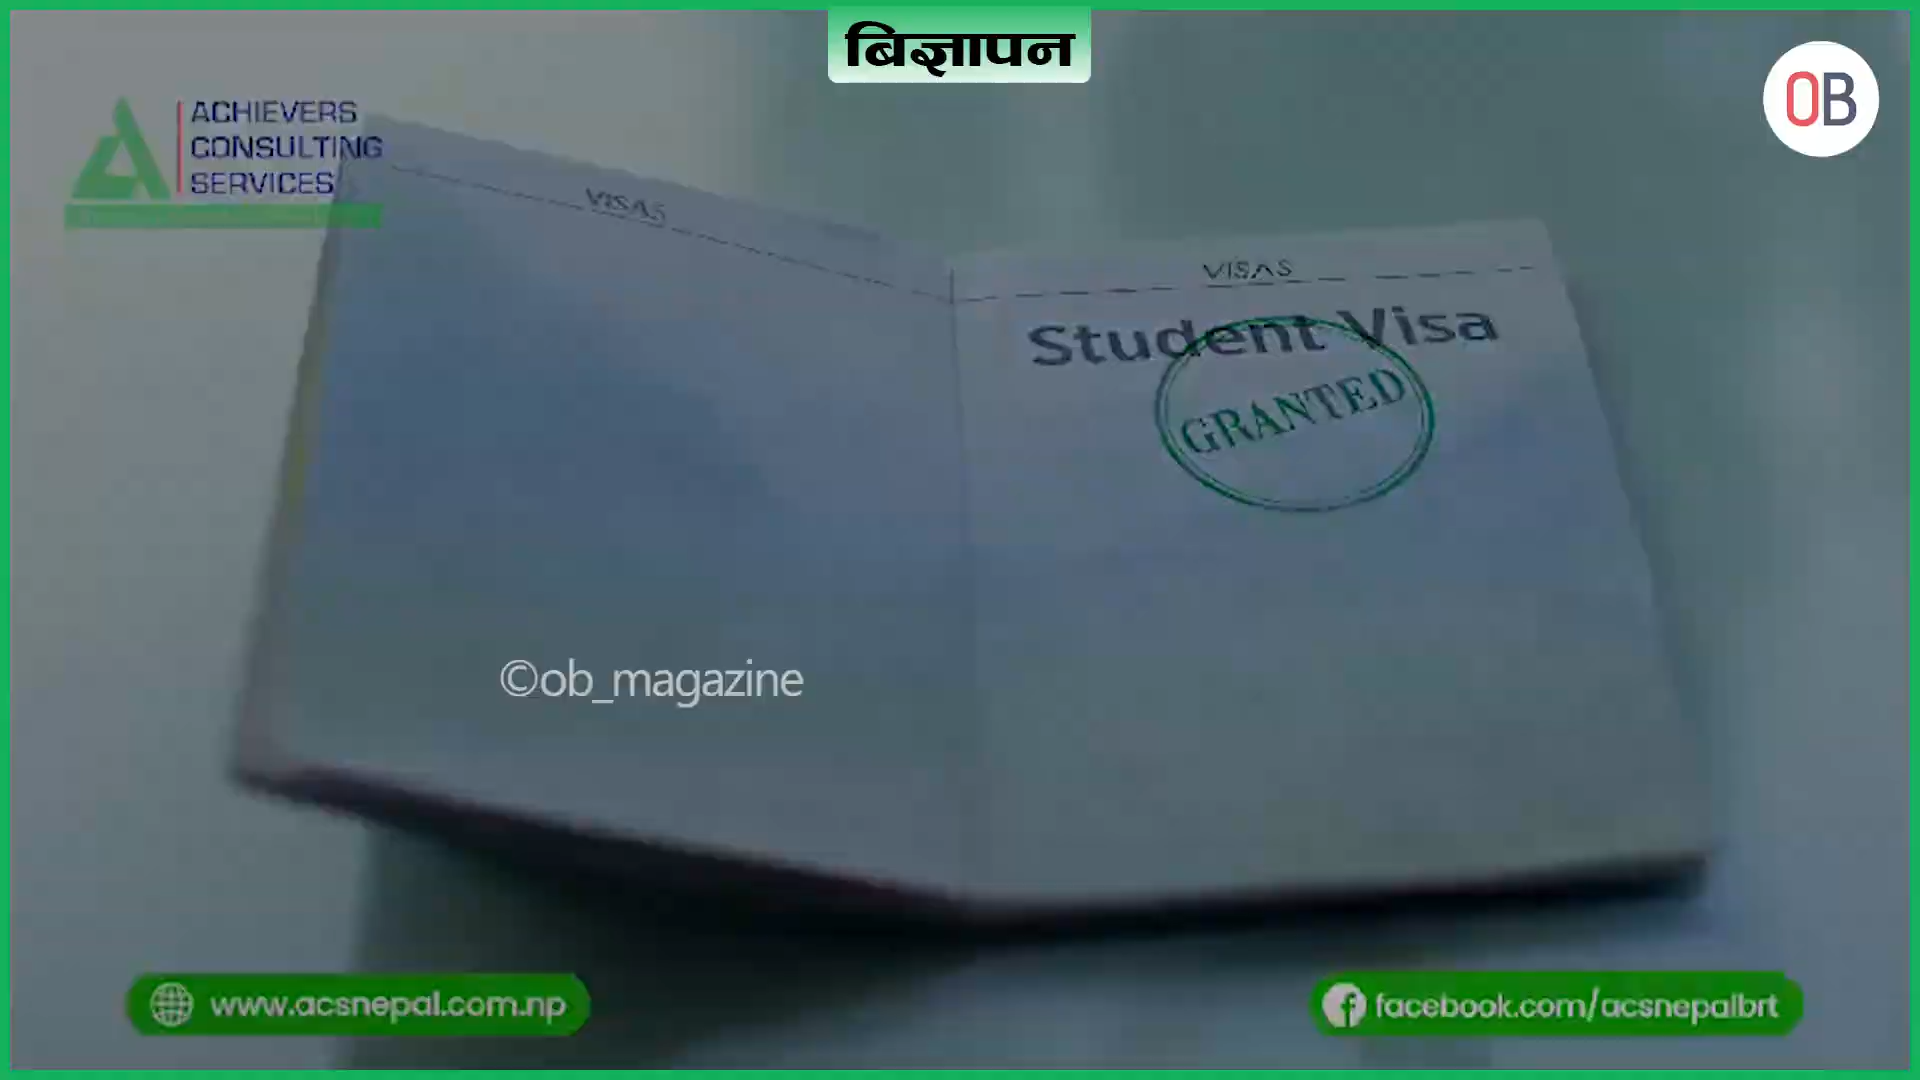 बिज्ञापन
OB
ACHIEVERS
CONSULTING
SERVICES
VISAS
VISAS
Student Visa
GRANTED
©ob_magazine
www.acsnepal.com.np
facebook.com/acsnepalbrt